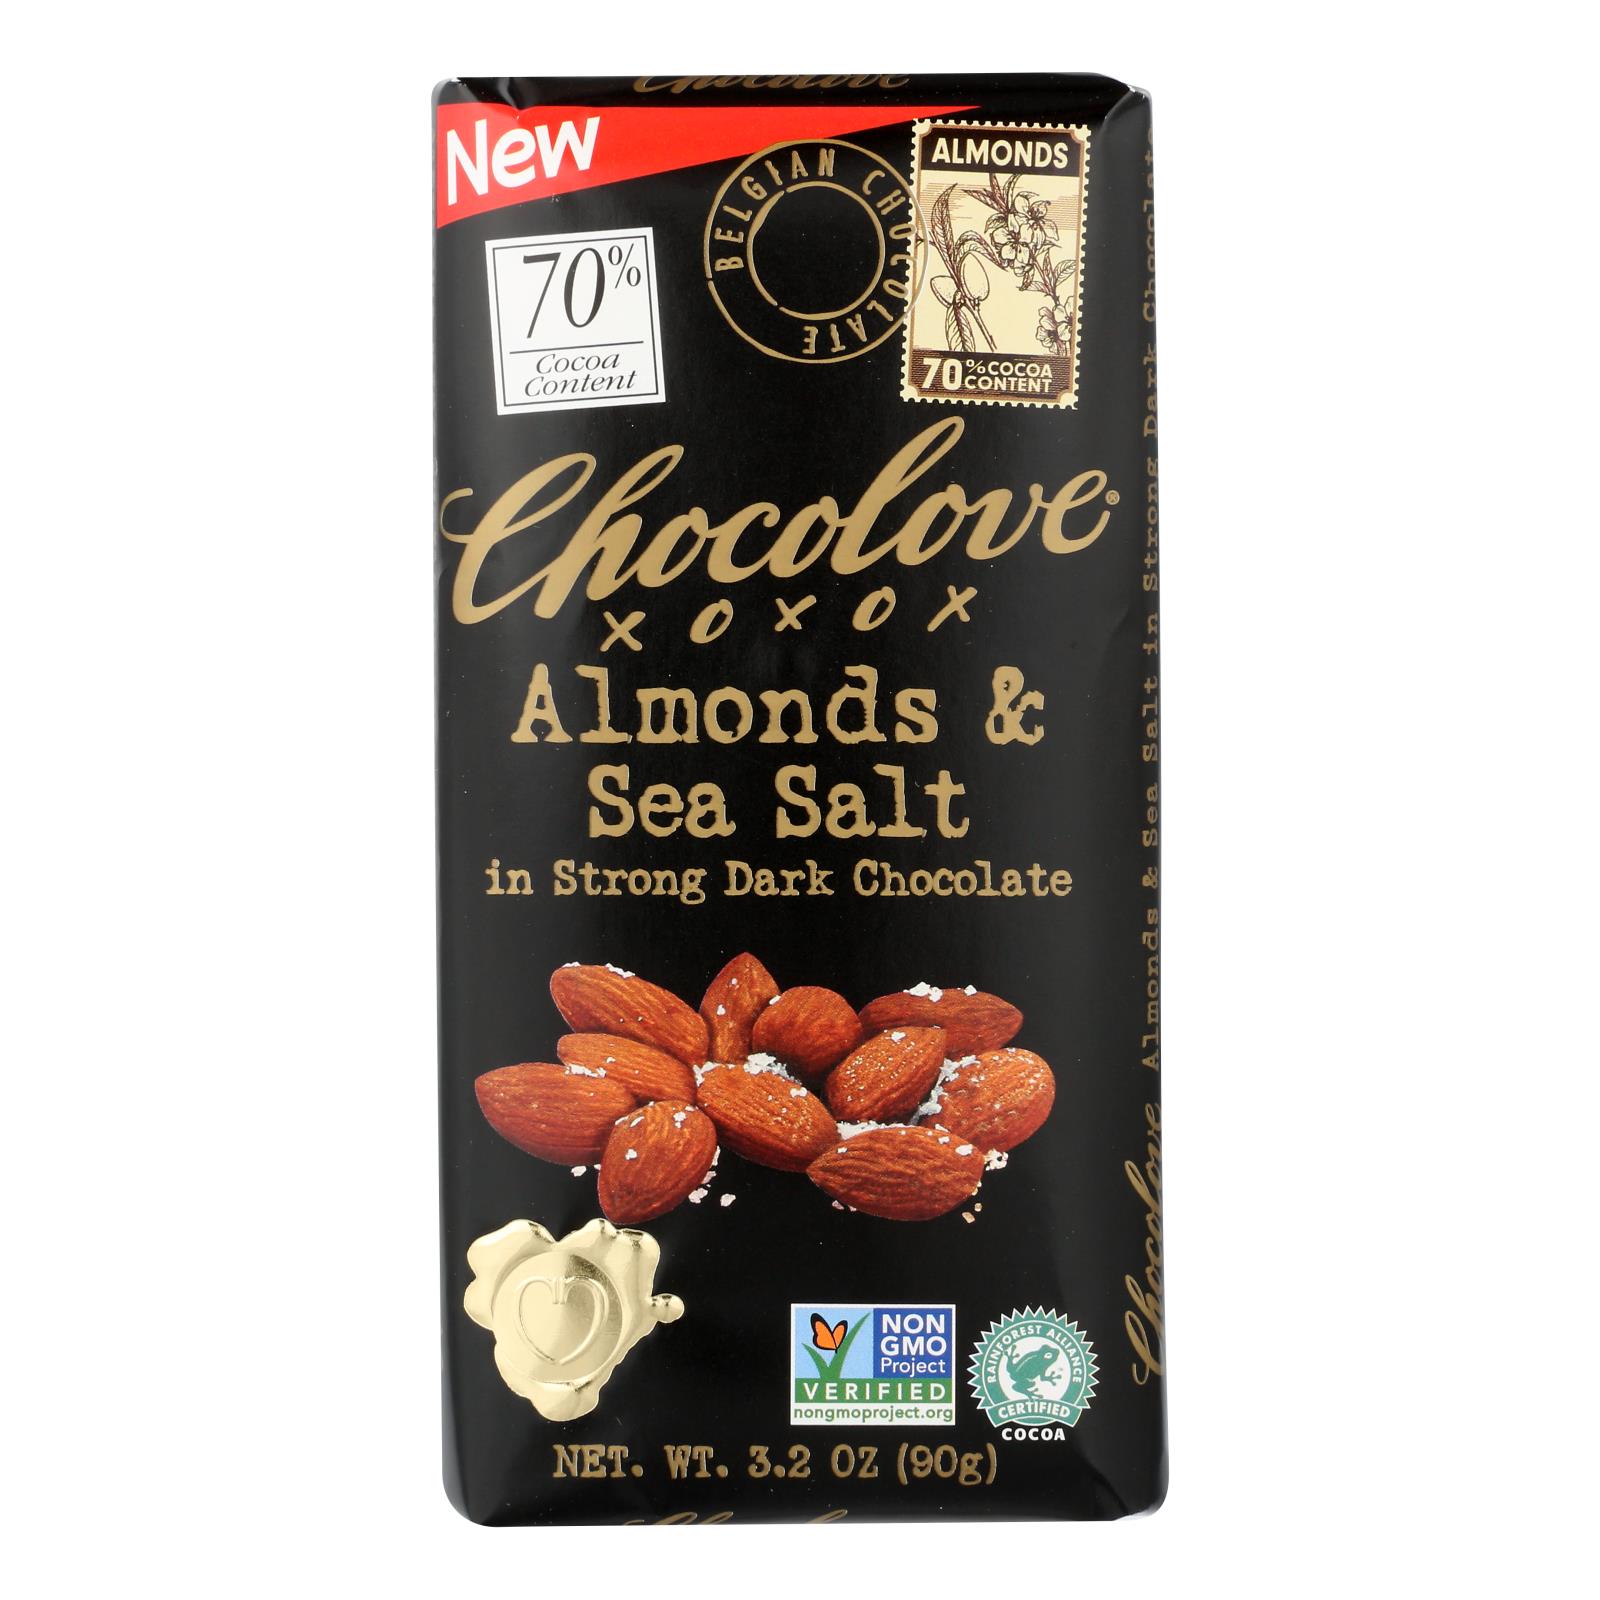 Chocolove
New
BELGIAN CHOCOLATE
ALMONDS
70%
Cocoa
Content
70% COCOA
CONTENT
Chocolove®
xoxox
Almonds &
Sea Salt
in Strong Dark Chocolate
NON
GMO
Project
VERIFIED
nongmoproject.org
RAINFOREST ALLIANCE
CERTIFIED
COCOA
NET. WT. 3.2 OZ (90g)
Chocolove Almonds & Sea Salt in Strong Dark Chocolate